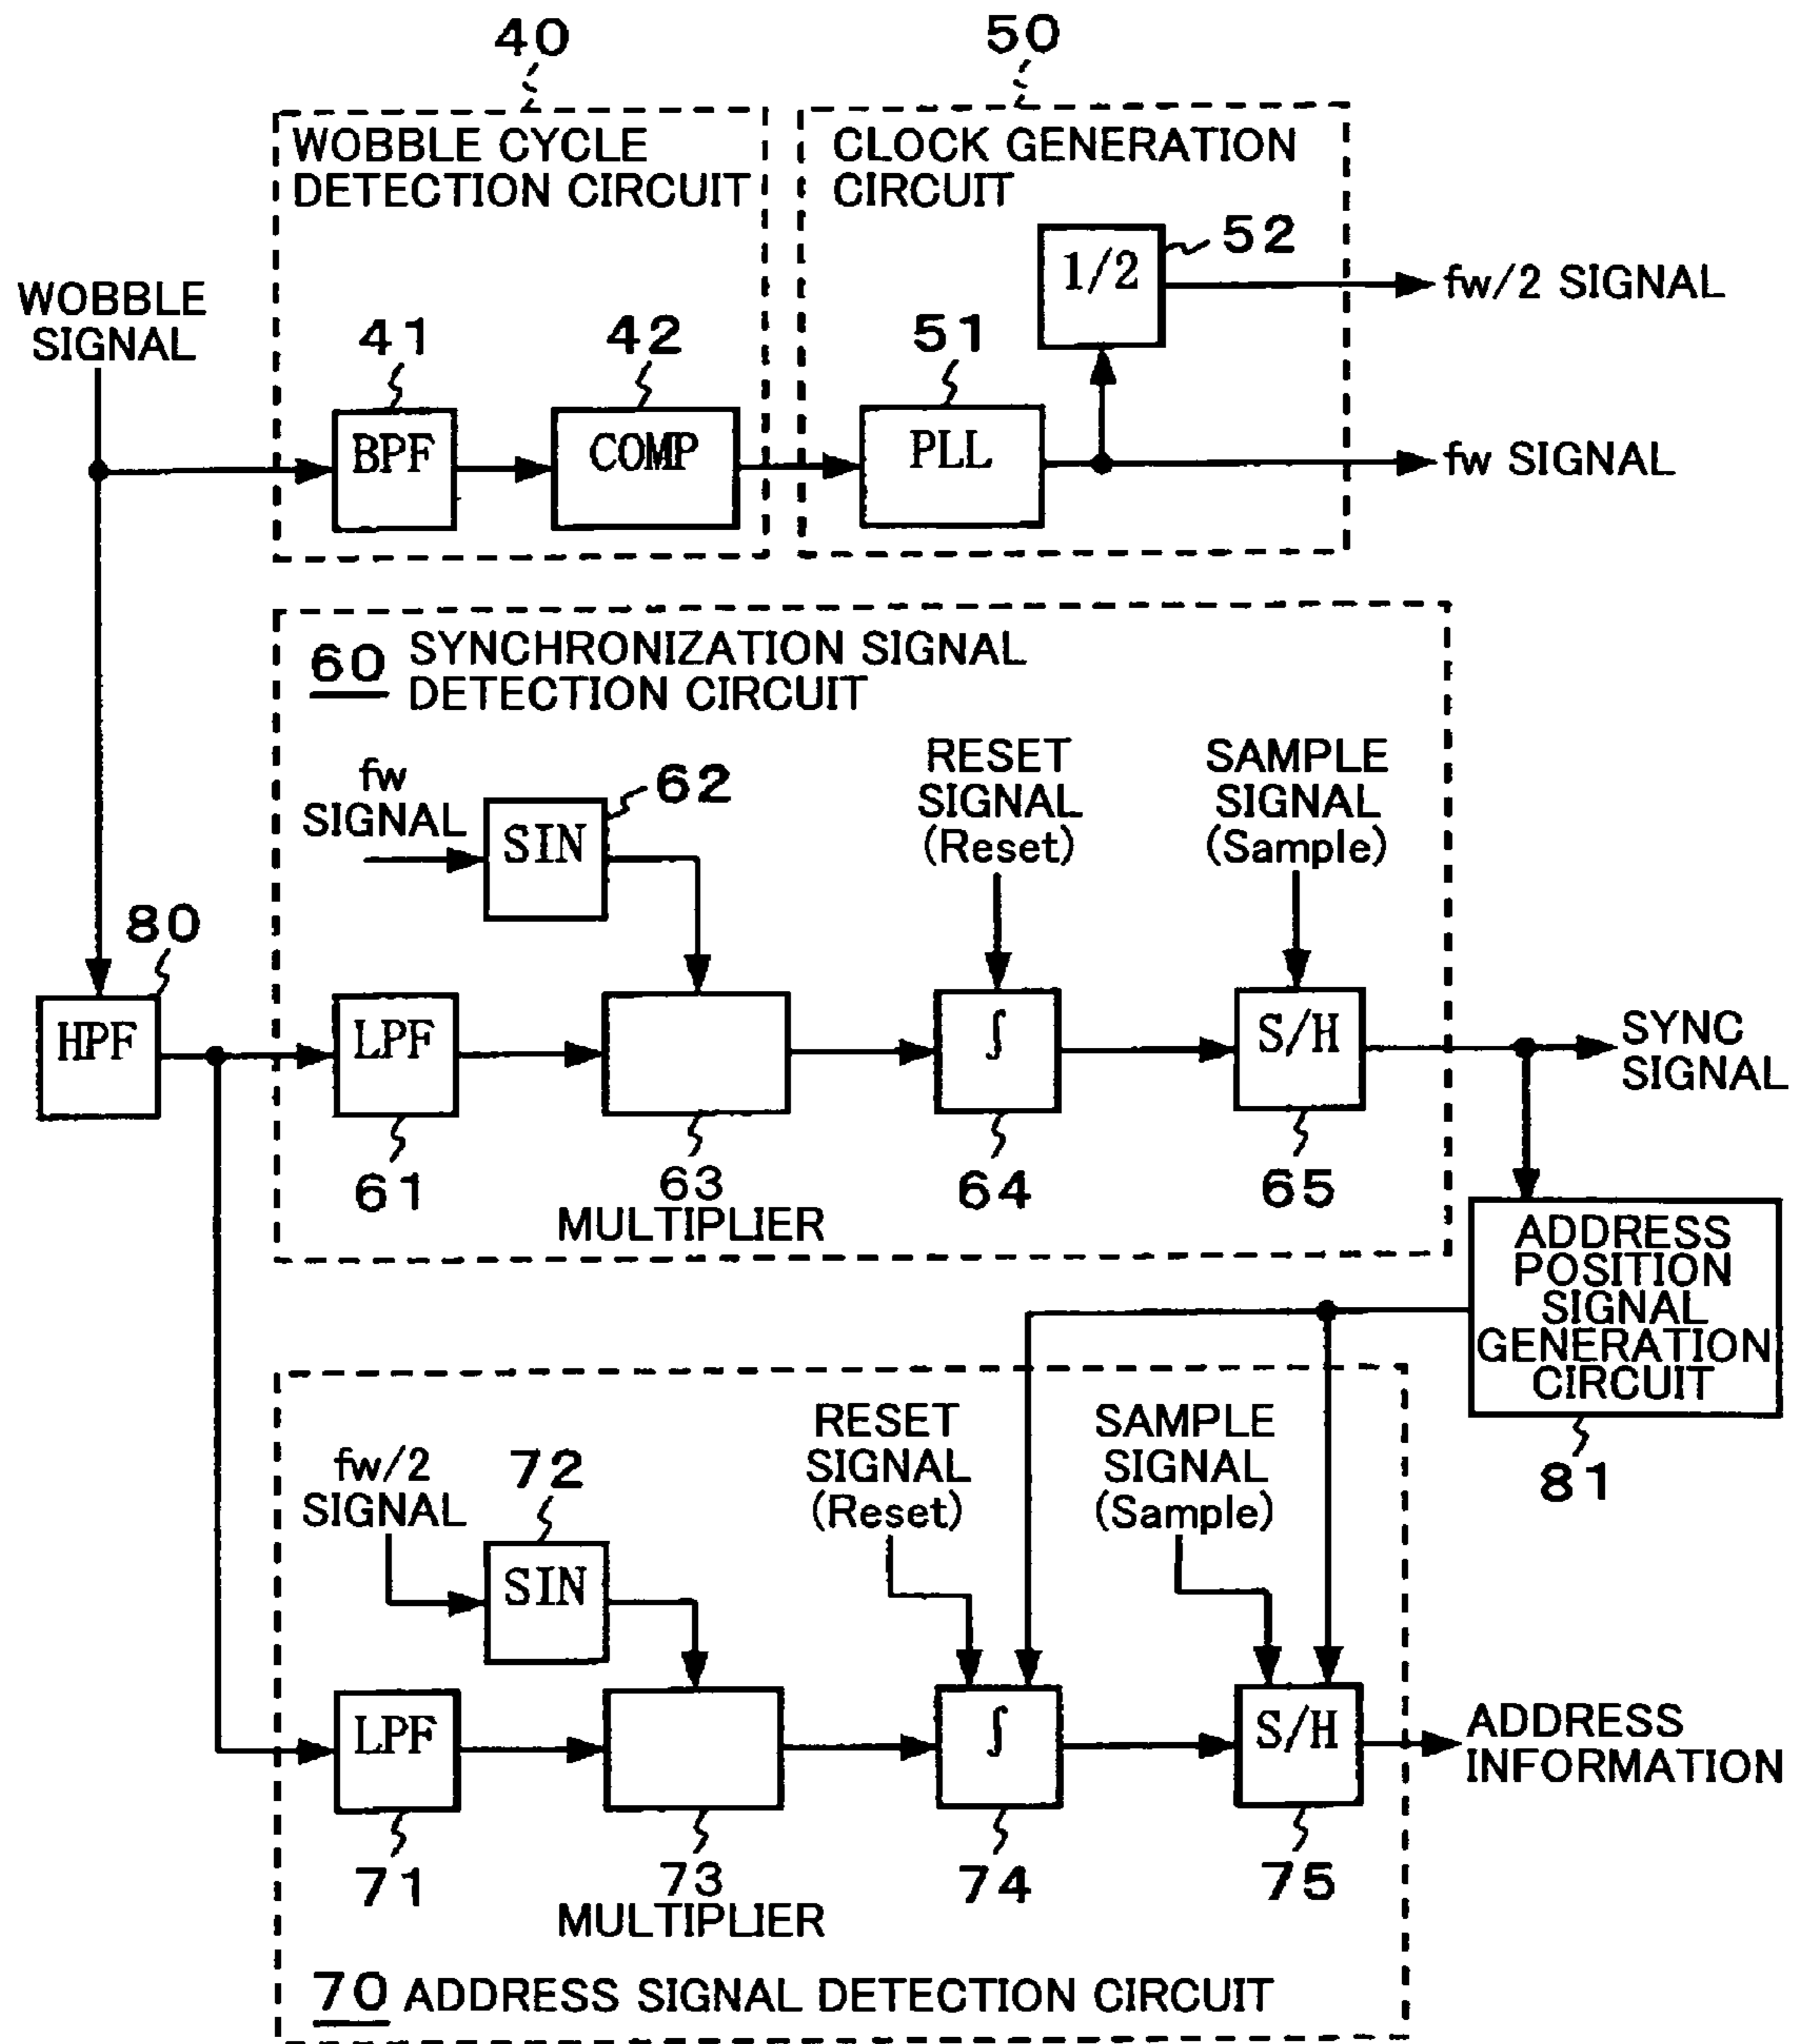 40
50
WOBBLE CYCLE
DETECTION CIRCUIT
CLOCK GENERATION
CIRCUIT
52
1/2
fw/2 SIGNAL
WOBBLE
SIGNAL
41
42
51
BPF
COMP
PLL
fw SIGNAL
60 SYNCHRONIZATION SIGNAL
DETECTION CIRCUIT
fw
SIGNAL
62
SIN
RESET
SIGNAL
(Reset)
SAMPLE
SIGNAL
(Sample)
80
HPF
LPF
∫
S/H
SYNC
SIGNAL
61
63
MULTIPLIER
64
65
ADDRESS
POSITION
SIGNAL
GENERATION
CIRCUIT
81
fw/2
SIGNAL
72
SIN
RESET
SIGNAL
(Reset)
SAMPLE
SIGNAL
(Sample)
LPF
∫
S/H
ADDRESS
INFORMATION
71
73
MULTIPLIER
74
75
70 ADDRESS SIGNAL DETECTION CIRCUIT